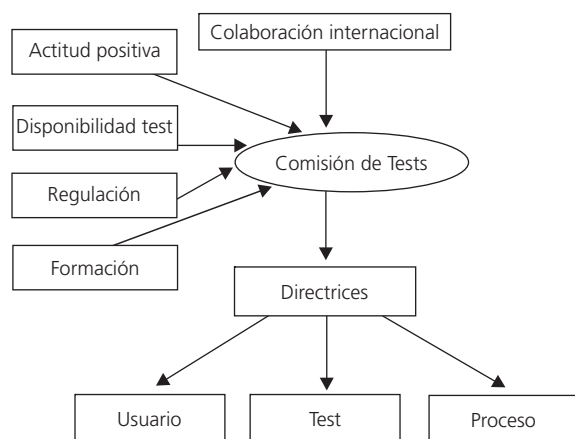 Colaboración internacional
Actitud positiva
Disponibilidad test
Comisión de Tests
Regulación
Formación
Directrices
Usuario
Test
Proceso